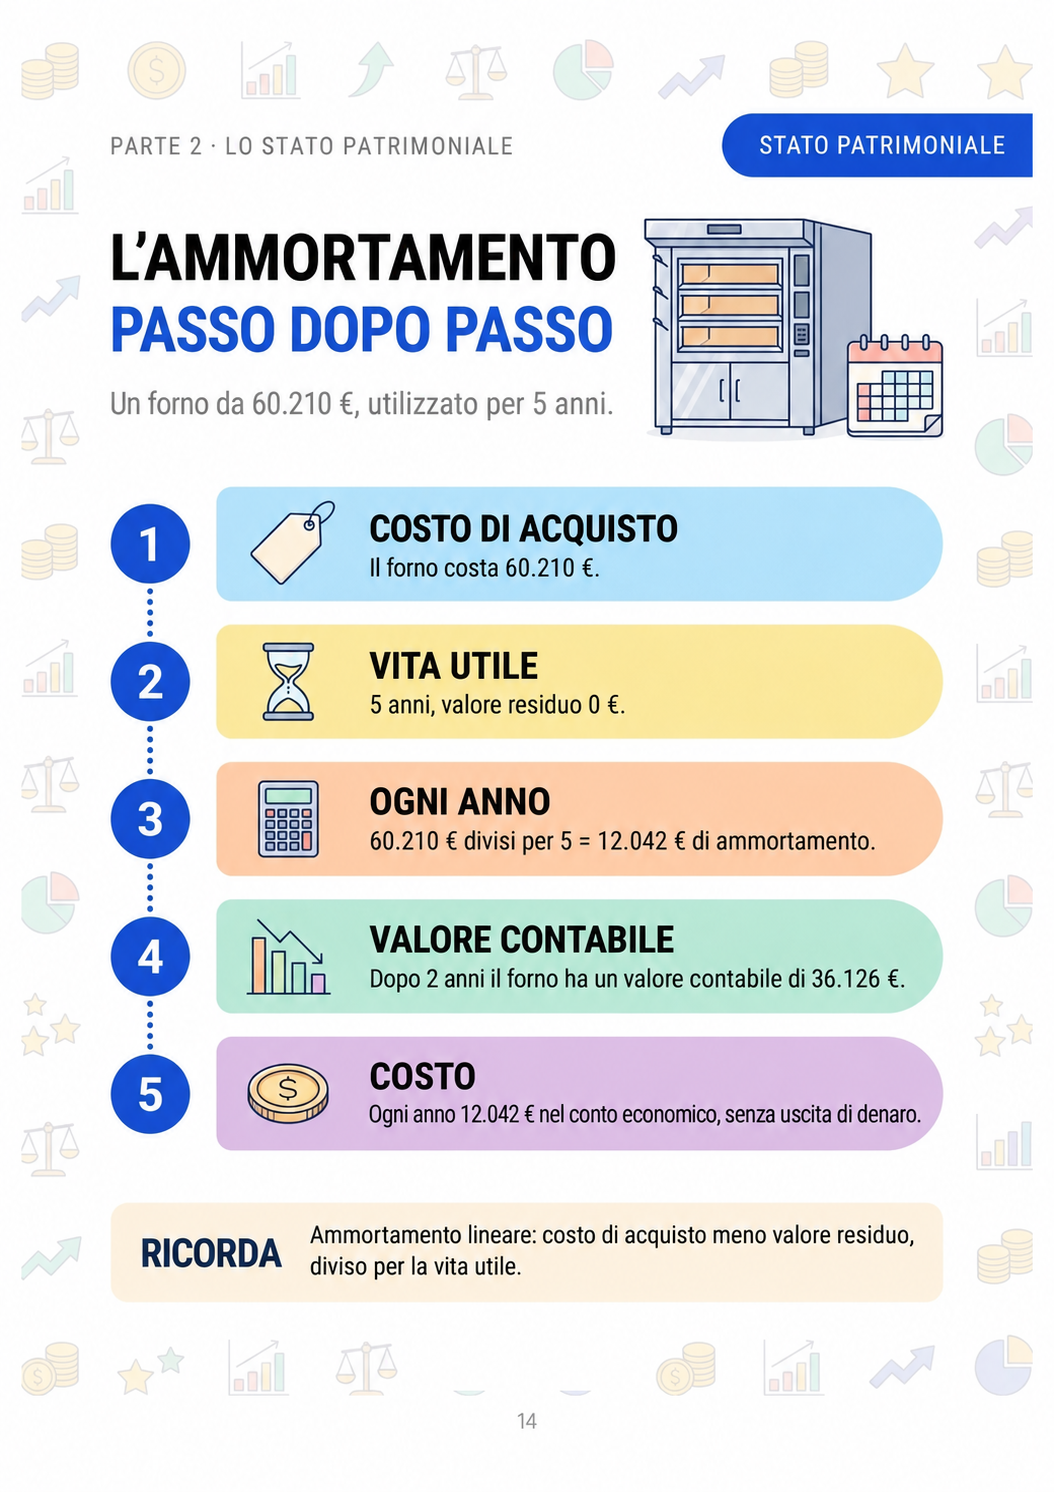 PARTE 2 · LO STATO PATRIMONIALE
STATO PATRIMONIALE
L’AMMORTAMENTO
PASSO DOPO PASSO
Un forno da 60.210 €, utilizzato per 5 anni.
1
COSTO DI ACQUISTO
Il forno costa 60.210 €.
2
VITA UTILE
5 anni, valore residuo 0 €.
3
OGNI ANNO
60.210 € divisi per 5 = 12.042 € di ammortamento.
4
VALORE CONTABILE
Dopo 2 anni il forno ha un valore contabile di 36.126 €.
5
COSTO
Ogni anno 12.042 € nel conto economico, senza uscita di denaro.
RICORDA
Ammortamento lineare: costo di acquisto meno valore residuo,
diviso per la vita utile.
14